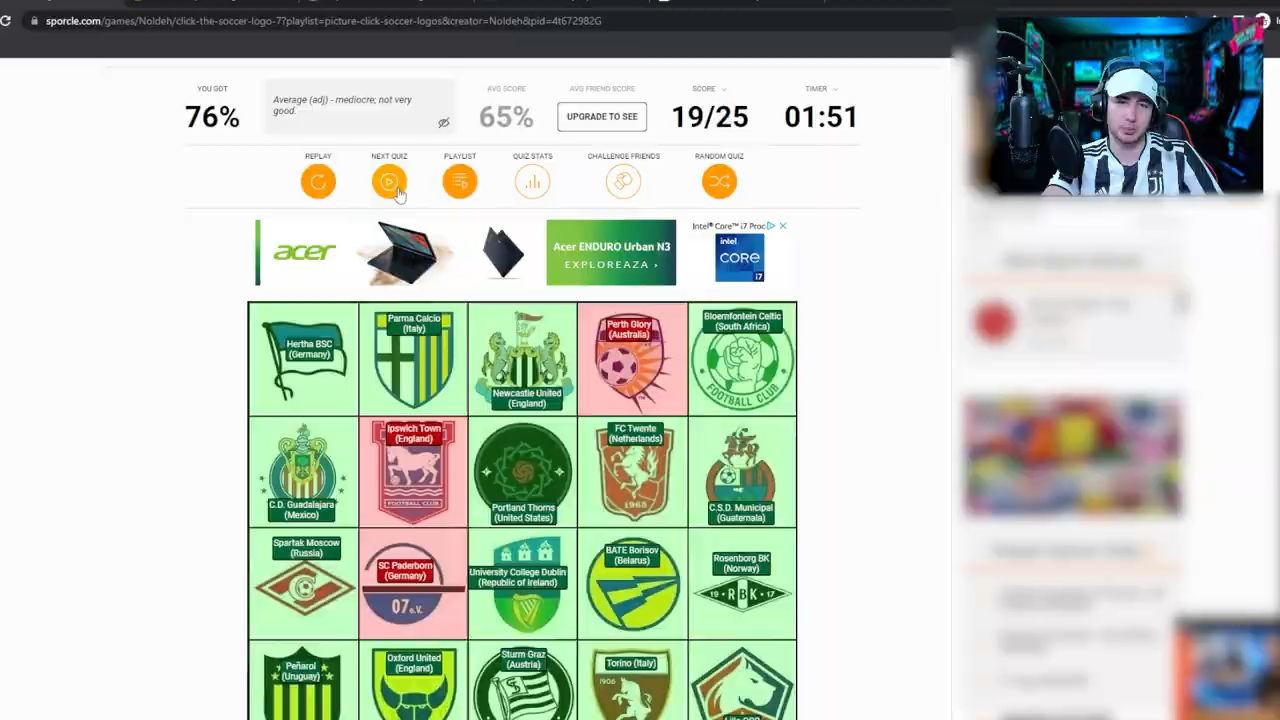 sporcle.com/games/Noldeh/click-the-soccer-logo-7?playlist=picture-click-soccer-logos&creator=Noldeh&pid=4t672982G
YOU GOT
76%
Average (adj) - mediocre; not very
good.
AVG SCORE
65%
AVG FRIEND SCORE
UPGRADE TO SEE
SCORE
19/25
TIMER
01:51
REPLAY
NEXT QUIZ
PLAYLIST
QUIZ STATS
CHALLENGE FRIENDS
RANDOM QUIZ
acer
Acer ENDURO Urban N3
EXPLOREAZA ›
Intel® Core™ i7 Proc
intel
CORE
i7
Hertha BSC
(Germany)
Parma Calcio
(Italy)
Newcastle United
(England)
Perth Glory
(Australia)
Bloemfontein Celtic
(South Africa)
FOOTBALL CLUB
C.D. Guadalajara
(Mexico)
Ipswich Town
(England)
FOOTBALL CLUB
Portland Thorns
(United States)
FC Twente
(Netherlands)
1965
C.S.D. Municipal
(Guatemala)
Spartak Moscow
(Russia)
SC Paderborn
(Germany)
07 e.V.
University College Dublin
(Republic of Ireland)
BATE Borisov
(Belarus)
Rosenborg BK
(Norway)
19 RBK 17
Peñarol
(Uruguay)
Oxford United
(England)
Sturm Graz
(Austria)
S
Torino (Italy)
1906